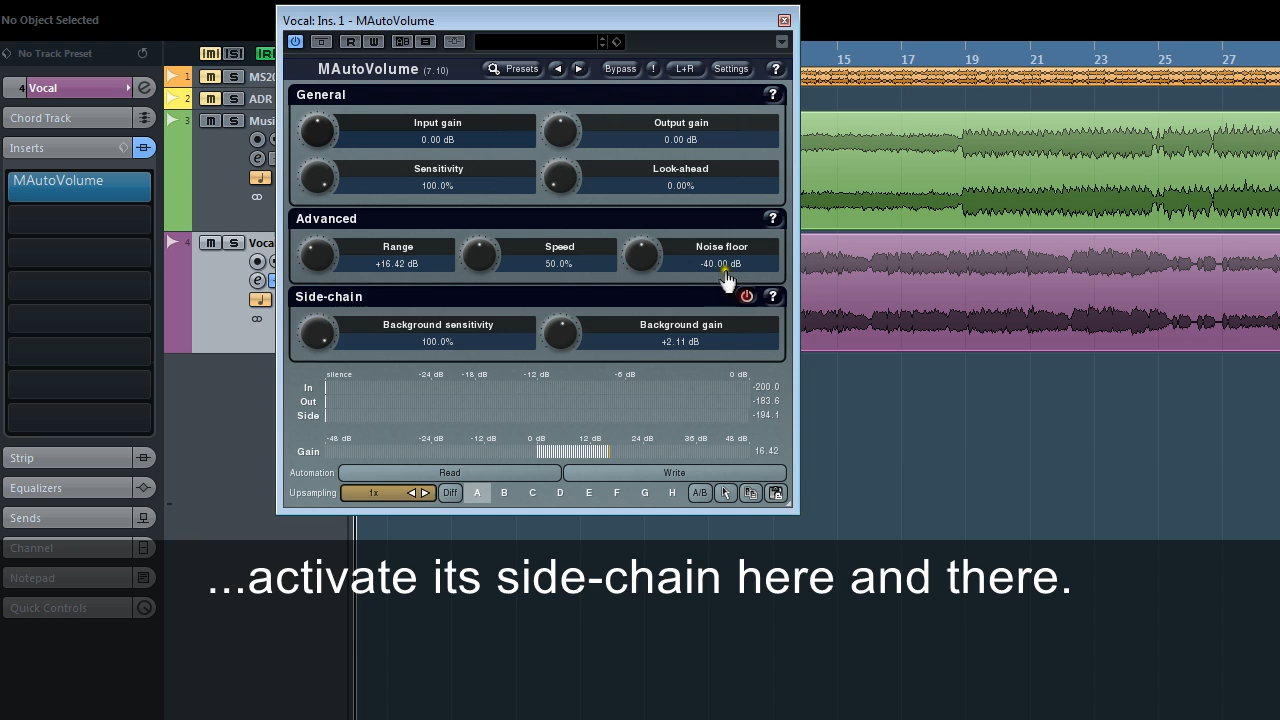 No Object Selected
No Track Preset
4 Vocal
Chord Track
Inserts
MAutoVolume
Strip
Equalizers
Sends
Channel
Notepad
Quick Controls
1 m S
2 m S ADR
3 m S
4 m S
Vocal: Ins. 1 - MAutoVolume
R W
MAutoVolume (7.10) Presets Bypass ! L+R Settings ?
General ?
Input gain Output gain
0.00 dB 0.00 dB
Sensitivity Look-ahead
100.0% 0.00%
Advanced ?
Range Speed Noise floor
+16.42 dB 50.0% -40.00 dB
Side-chain ?
Background sensitivity Background gain
100.0% +2.11 dB
silence -24 dB -18 dB -12 dB -6 dB 0 dB
In -200.0
Out -183.6
Side -194.1
-48 dB -24 dB -12 dB 0 dB 12 dB 24 dB 36 dB 48 dB
Gain 16.42
Automation Read Write
Upsampling 1x Diff A B C D E F G H A/B
15 17 19 21 23 25 27
...activate its side-chain here and there.